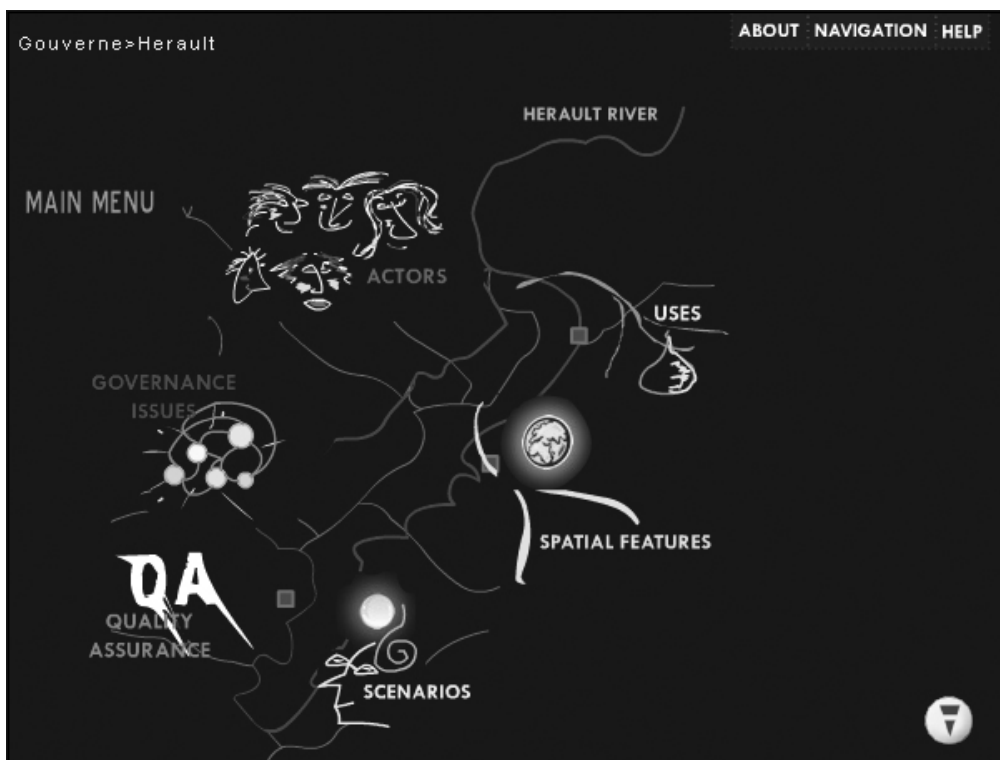 Gouverne>Herault
ABOUT NAVIGATION HELP
HERAULT RIVER
MAIN MENU
ACTORS
USES
GOVERNANCE
ISSUES
SPATIAL FEATURES
QA
QUALITY
ASSURANCE
SCENARIOS